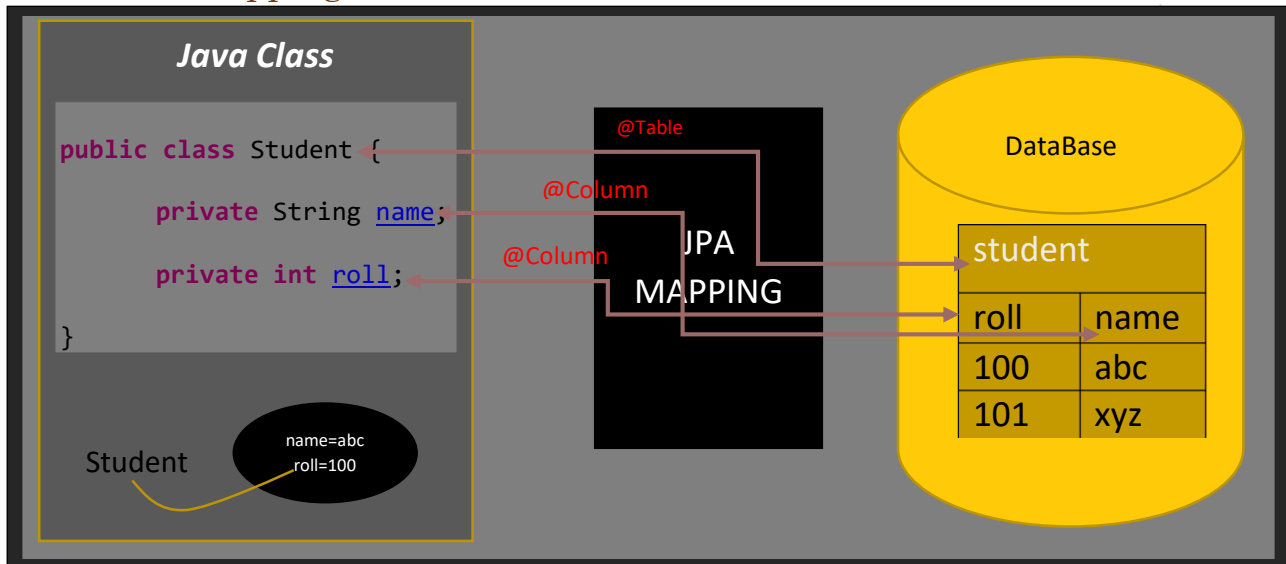 pping
Java Class
public class Student {
private String name;
private int roll;
}
Student
name=abc
roll=100
@Table
@Column
@Column
JPA
MAPPING
DataBase
student
roll name
100 abc
101 xyz